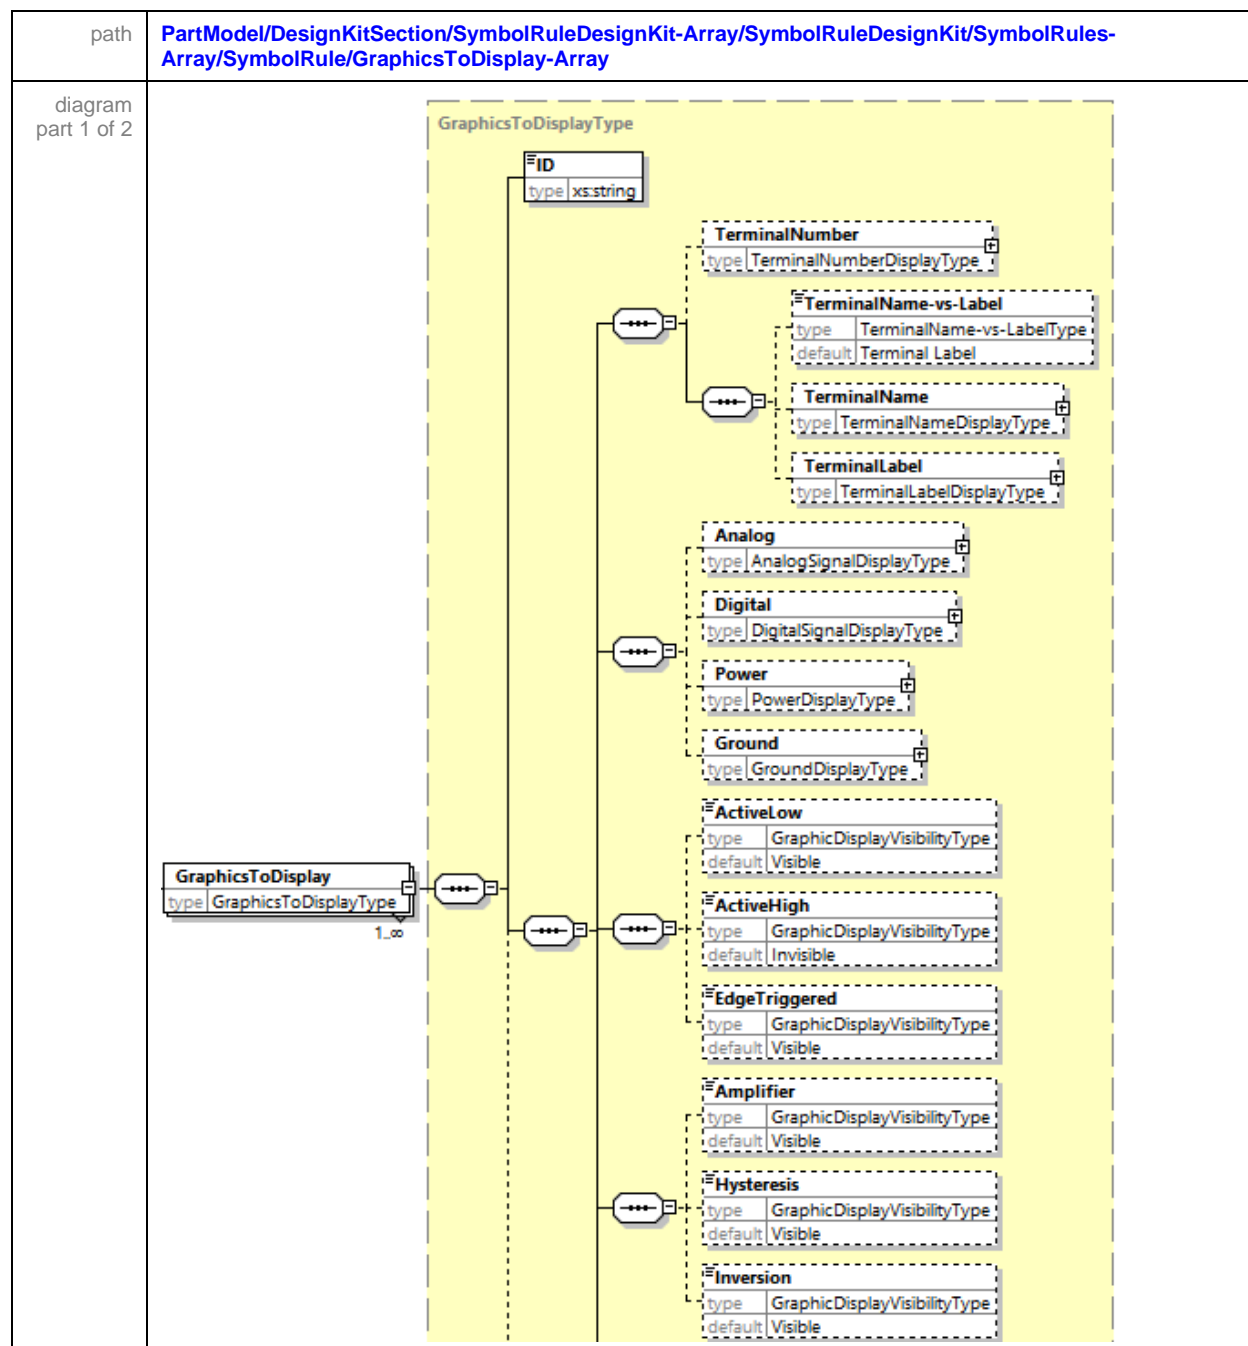 path
PartModel/DesignKitSection/SymbolRuleDesignKit-Array/SymbolRuleDesignKit/SymbolRules-
Array/SymbolRule/GraphicsToDisplay-Array
diagram
part 1 of 2
GraphicsToDisplayType
ID
type xs:string
TerminalNumber
type TerminalNumberDisplayType
TerminalName-vs-Label
type TerminalName-vs-LabelType
default Terminal Label
TerminalName
type TerminalNameDisplayType
TerminalLabel
type TerminalLabelDisplayType
Analog
type AnalogSignalDisplayType
Digital
type DigitalSignalDisplayType
Power
type PowerDisplayType
Ground
type GroundDisplayType
ActiveLow
type GraphicDisplayVisibilityType
default Visible
GraphicsToDisplay
type GraphicsToDisplayType
1..∞
ActiveHigh
type GraphicDisplayVisibilityType
default Invisible
EdgeTriggered
type GraphicDisplayVisibilityType
default Visible
Amplifier
type GraphicDisplayVisibilityType
default Visible
Hysteresis
type GraphicDisplayVisibilityType
default Visible
Inversion
type GraphicDisplayVisibilityType
default Visible